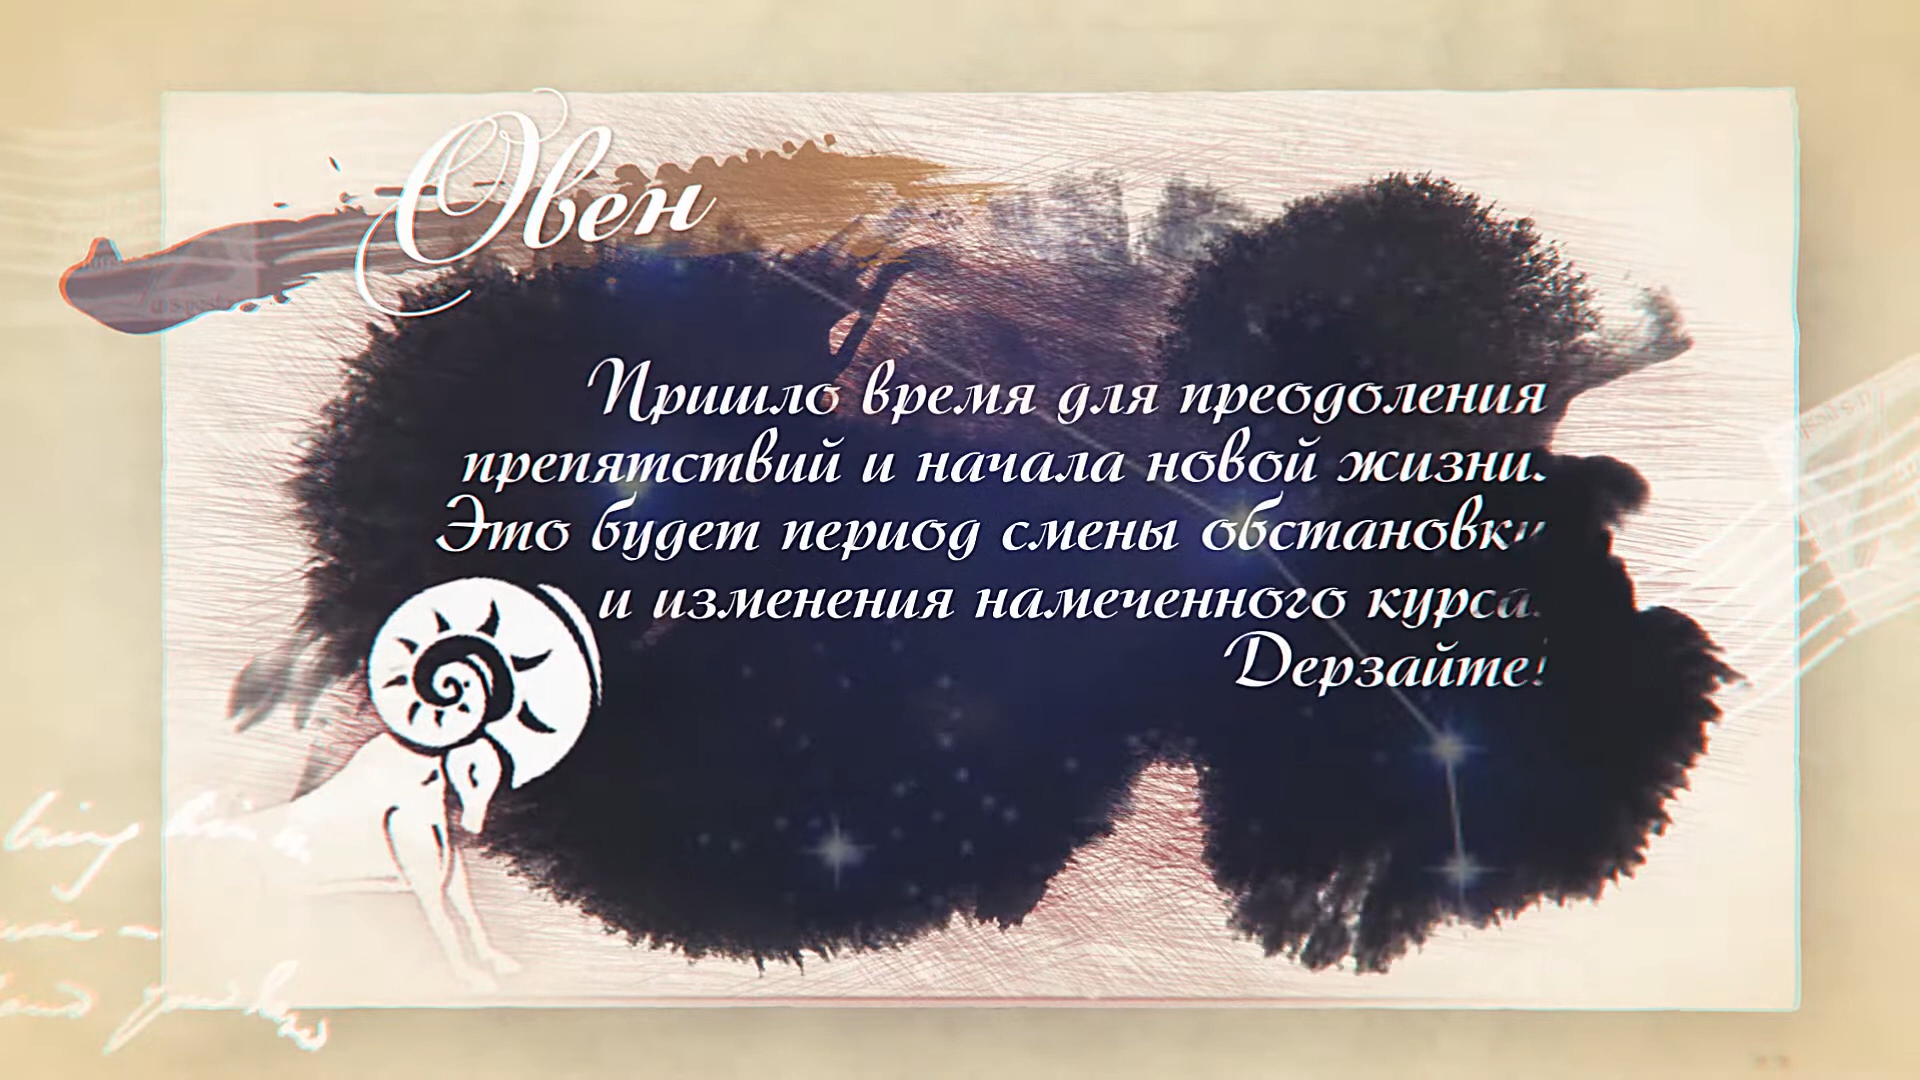 Овен
Пришло время для преодоления
препятствий и начала новой жизни.
Это будет период смены обстановки
и изменения намеченного курса.
Дерзайте!